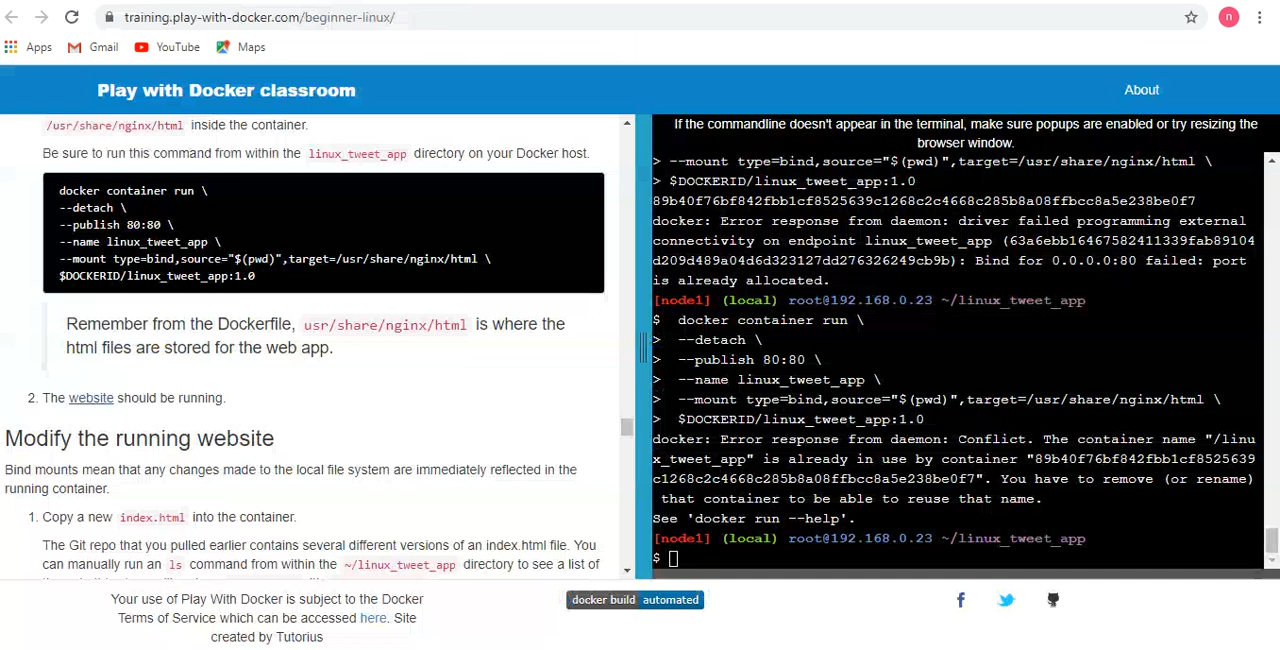 training.play-with-docker.com/beginner-linux/
n
Apps Gmail YouTube Maps
Play with Docker classroom
About
/usr/share/nginx/html inside the container.
Be sure to run this command from within the linux_tweet_app directory on your Docker host.
docker container run \
--detach \
--publish 80:80 \
--name linux_tweet_app \
--mount type=bind,source="$(pwd)",target=/usr/share/nginx/html \
$DOCKERID/linux_tweet_app:1.0
Remember from the Dockerfile, usr/share/nginx/html is where the
html files are stored for the web app.
2. The website should be running.
Modify the running website
Bind mounts mean that any changes made to the local file system are immediately reflected in the
running container.
1. Copy a new index.html into the container.
The Git repo that you pulled earlier contains several different versions of an index.html file. You
can manually run an ls command from within the ~/linux_tweet_app directory to see a list of
If the commandline doesn't appear in the terminal, make sure popups are enabled or try resizing the
browser window.
> --mount type=bind,source="$(pwd)",target=/usr/share/nginx/html \
> $DOCKERID/linux_tweet_app:1.0
89b40f76bf842fbb1cf8525639c1268c2c4668c285b8a08ffbcc8a5e238be0f7
docker: Error response from daemon: driver failed programming external
connectivity on endpoint linux_tweet_app (63a6ebb16467582411339fab89104
d209d489a04d6d323127dd276326249cb9b): Bind for 0.0.0.0:80 failed: port
is already allocated.
[node1] (local) root@192.168.0.23 ~/linux_tweet_app
$ docker container run \
> --detach \
> --publish 80:80 \
> --name linux_tweet_app \
> --mount type=bind,source="$(pwd)",target=/usr/share/nginx/html \
> $DOCKERID/linux_tweet_app:1.0
docker: Error response from daemon: Conflict. The container name "/linu
x_tweet_app" is already in use by container "89b40f76bf842fbb1cf8525639
c1268c2c4668c285b8a08ffbcc8a5e238be0f7". You have to remove (or rename)
that container to be able to reuse that name.
See 'docker run --help'.
[node1] (local) root@192.168.0.23 ~/linux_tweet_app
$
Your use of Play With Docker is subject to the Docker
Terms of Service which can be accessed here. Site
created by Tutorius
docker build automated